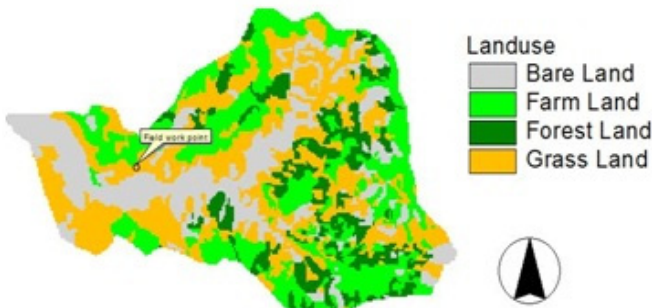 Landuse
Bare Land
Farm Land
Forest Land
Grass Land
Field work point